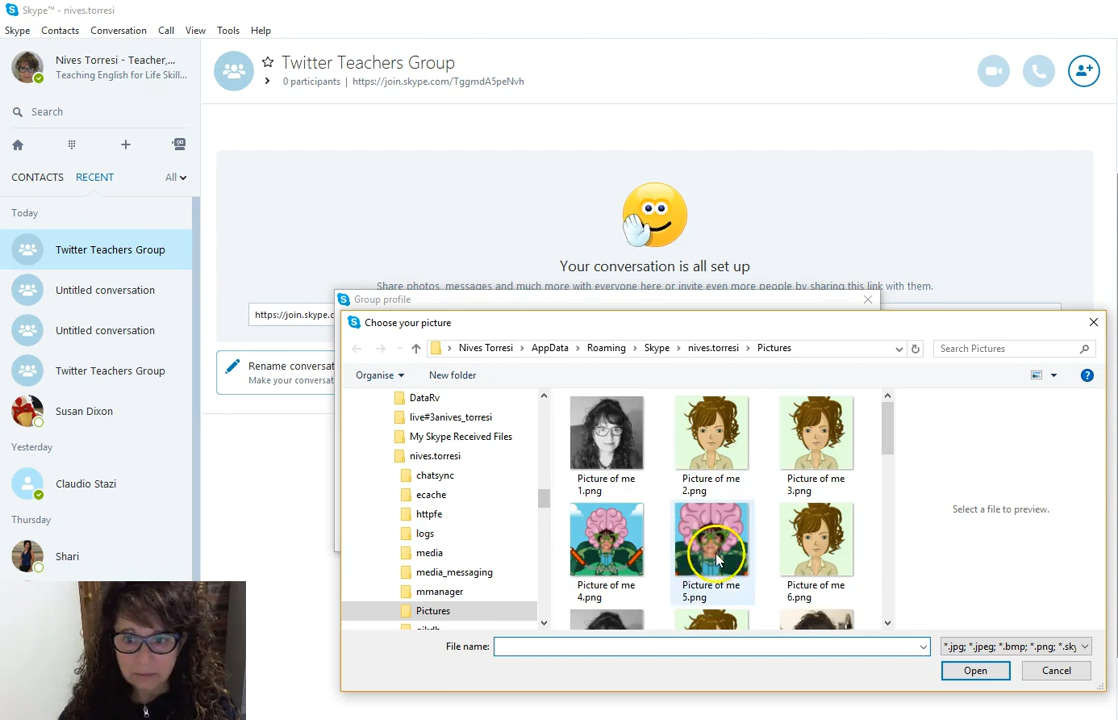 Skype™ - nives.torresi
Skype Contacts Conversation Call View Tools Help
Nives Torresi - Teacher,...
Teaching English for Life Skill...
Search
CONTACTS RECENT All
Today
Twitter Teachers Group
Untitled conversation
Untitled conversation
Twitter Teachers Group
Susan Dixon
Yesterday
Claudio Stazi
Thursday
Shari
Twitter Teachers Group
0 participants | https://join.skype.com/TggmdA5peNvh
Your conversation is all set up
Share photos, messages and much more with everyone here or invite even more people by sharing this link with them.
https://join.s
Rename conversa
Make your conversa
Group profile
Choose your picture
Nives Torresi > AppData > Roaming > Skype > nives.torresi > Pictures
Search Pictures
Organise New folder
DataRv
live#3anives_torresi
My Skype Received Files
nives.torresi
chatsync
ecache
httpfe
logs
media
media_messaging
mmanager
Pictures
Picture of me
1.png
Picture of me
2.png
Picture of me
3.png
Picture of me
4.png
Picture of me
5.png
Picture of me
6.png
Select a file to preview.
File name:
*.jpg; *.jpeg; *.bmp; *.png; *.sky
Open Cancel